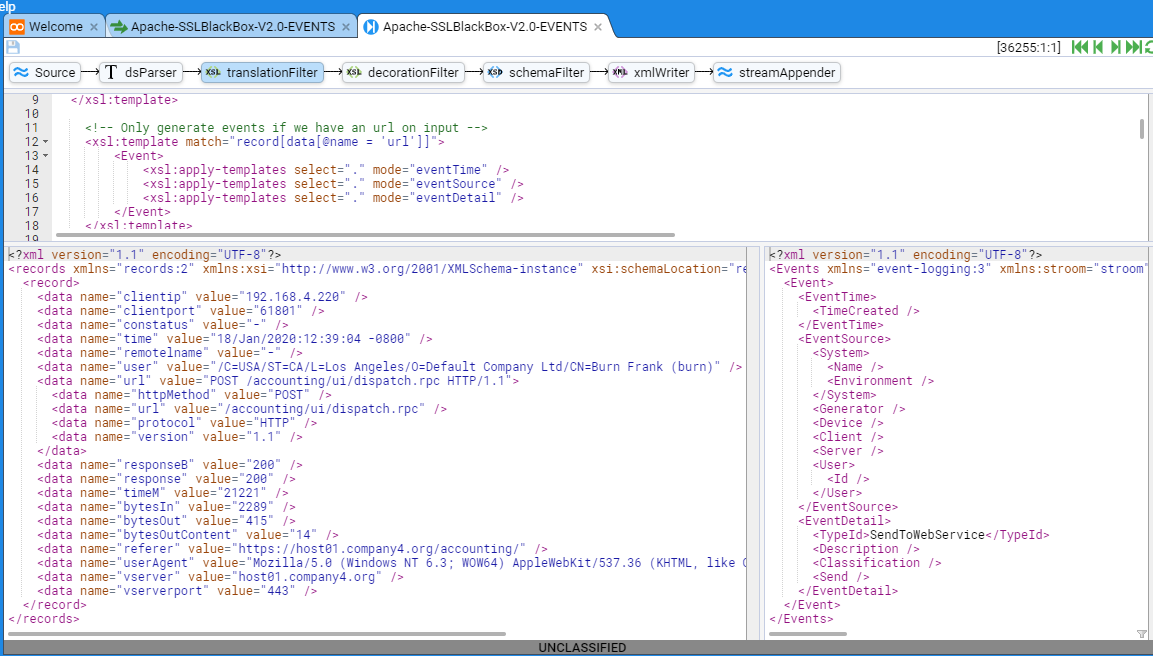 elp
Welcome × Apache-SSLBlackBox-V2.0-EVENTS × Apache-SSLBlackBox-V2.0-EVENTS ×
[36255:1:1]
Source T dsParser XSL translationFilter XSL decorationFilter XSD schemaFilter XML xmlWriter streamAppender
9 </xsl:template>
10
11 <!-- Only generate events if we have an url on input -->
12 <xsl:template match="record[data[@name = 'url']]">
13 <Event>
14 <xsl:apply-templates select="." mode="eventTime" />
15 <xsl:apply-templates select="." mode="eventSource" />
16 <xsl:apply-templates select="." mode="eventDetail" />
17 </Event>
18 </xsl:template>
19
<?xml version="1.1" encoding="UTF-8"?>
<records xmlns="records:2" xmlns:xsi="http://www.w3.org/2001/XMLSchema-instance" xsi:schemaLocation="re
<record>
<data name="clientip" value="192.168.4.220" />
<data name="clientport" value="61801" />
<data name="constatus" value="-" />
<data name="time" value="18/Jan/2020:12:39:04 -0800" />
<data name="remotelname" value="-" />
<data name="user" value="/C=USA/ST=CA/L=Los Angeles/O=Default Company Ltd/CN=Burn Frank (burn)" />
<data name="url" value="POST /accounting/ui/dispatch.rpc HTTP/1.1">
<data name="httpMethod" value="POST" />
<data name="url" value="/accounting/ui/dispatch.rpc" />
<data name="protocol" value="HTTP" />
<data name="version" value="1.1" />
</data>
<data name="responseB" value="200" />
<data name="response" value="200" />
<data name="timeM" value="21221" />
<data name="bytesIn" value="2289" />
<data name="bytesOut" value="415" />
<data name="bytesOutContent" value="14" />
<data name="referer" value="https://host01.company4.org/accounting/" />
<data name="userAgent" value="Mozilla/5.0 (Windows NT 6.3; WOW64) AppleWebKit/537.36 (KHTML, like
<data name="vserver" value="host01.company4.org" />
<data name="vserverport" value="443" />
</record>
</records>
<?xml version="1.1" encoding="UTF-8"?>
<Events xmlns="event-logging:3" xmlns:stroom="stroom"
<Event>
<EventTime>
<TimeCreated />
</EventTime>
<EventSource>
<System>
<Name />
<Environment />
</System>
<Generator />
<Device />
<Client />
<Server />
<User>
<Id />
</User>
</EventSource>
<EventDetail>
<TypeId>SendToWebService</TypeId>
<Description />
<Classification />
<Send />
</EventDetail>
</Event>
</Events>
UNCLASSIFIED